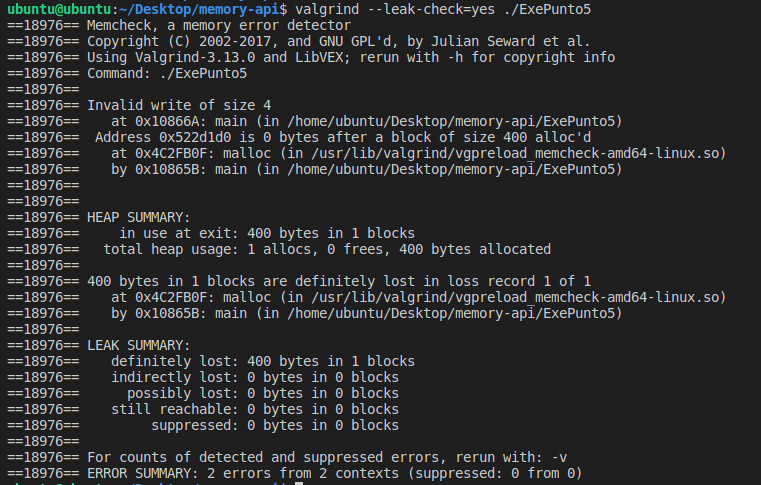 ubuntu@ubuntu:~/Desktop/memory-api$ valgrind --leak-check=yes ./ExePunto5
==18976== Memcheck, a memory error detector
==18976== Copyright (C) 2002-2017, and GNU GPL'd, by Julian Seward et al.
==18976== Using Valgrind-3.13.0 and LibVEX; rerun with -h for copyright info
==18976== Command: ./ExePunto5
==18976==
==18976== Invalid write of size 4
==18976==    at 0x10866A: main (in /home/ubuntu/Desktop/memory-api/ExePunto5)
==18976==  Address 0x522d1d0 is 0 bytes after a block of size 400 alloc'd
==18976==    at 0x4C2FB0F: malloc (in /usr/lib/valgrind/vgpreload_memcheck-amd64-linux.so)
==18976==    by 0x10865B: main (in /home/ubuntu/Desktop/memory-api/ExePunto5)
==18976==
==18976==
==18976== HEAP SUMMARY:
==18976==     in use at exit: 400 bytes in 1 blocks
==18976==   total heap usage: 1 allocs, 0 frees, 400 bytes allocated
==18976==
==18976== 400 bytes in 1 blocks are definitely lost in loss record 1 of 1
==18976==    at 0x4C2FB0F: malloc (in /usr/lib/valgrind/vgpreload_memcheck-amd64-linux.so)
==18976==    by 0x10865B: main (in /home/ubuntu/Desktop/memory-api/ExePunto5)
==18976==
==18976== LEAK SUMMARY:
==18976==    definitely lost: 400 bytes in 1 blocks
==18976==    indirectly lost: 0 bytes in 0 blocks
==18976==      possibly lost: 0 bytes in 0 blocks
==18976==    still reachable: 0 bytes in 0 blocks
==18976==         suppressed: 0 bytes in 0 blocks
==18976==
==18976== For counts of detected and suppressed errors, rerun with: -v
==18976== ERROR SUMMARY: 2 errors from 2 contexts (suppressed: 0 from 0)